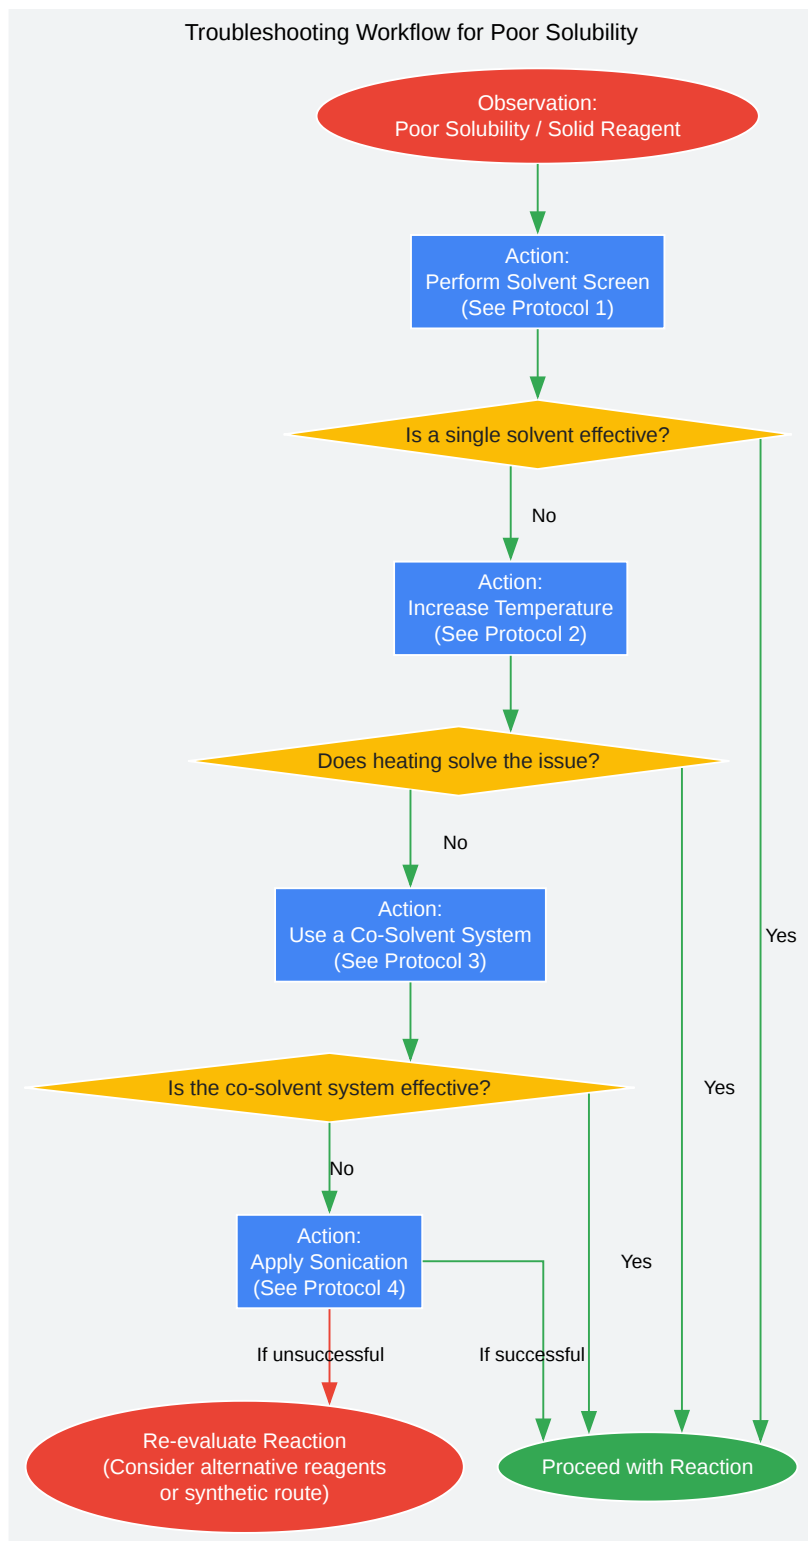 Troubleshooting Workflow for Poor Solubility
Observation:
Poor Solubility / Solid Reagent
Action:
Perform Solvent Screen
(See Protocol 1)
Is a single solvent effective?
No
Action:
Increase Temperature
(See Protocol 2)
Does heating solve the issue?
No
Action:
Use a Co-Solvent System
(See Protocol 3)
Yes
Is the co-solvent system effective?
Yes
No
Action:
Apply Sonication
(See Protocol 4)
Yes
If unsuccessful
If successful
Re-evaluate Reaction
(Consider alternative reagents
or synthetic route)
Proceed with Reaction